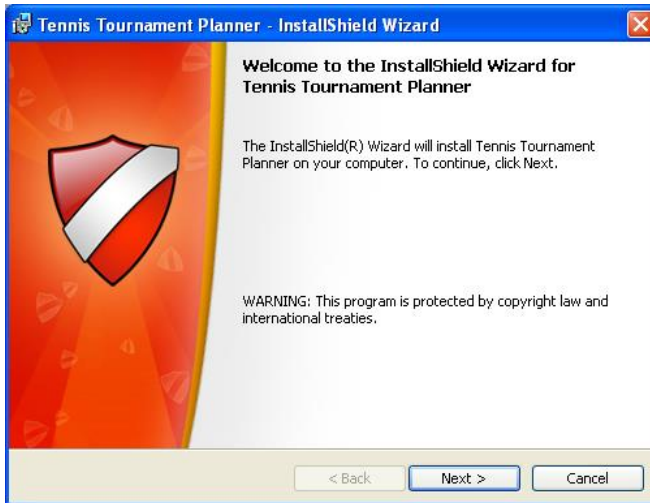 Tennis Tournament Planner - InstallShield Wizard
Welcome to the InstallShield Wizard for
Tennis Tournament Planner
The InstallShield(R) Wizard will install Tennis Tournament
Planner on your computer. To continue, click Next.
WARNING: This program is protected by copyright law and
international treaties.
< Back Next > Cancel